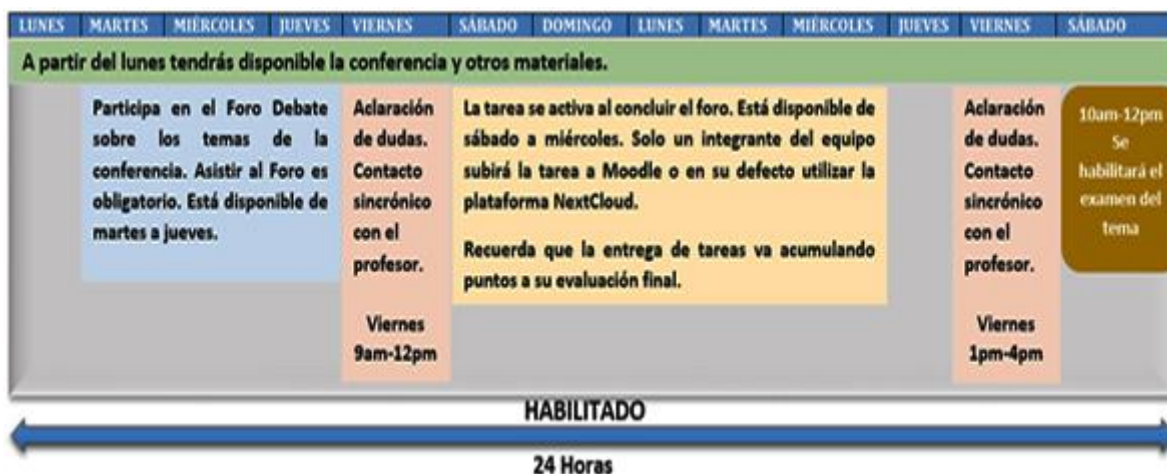 LUNES MARTES MIÉRCOLES JUEVES VIERNES SÁBADO DOMINGO LUNES MARTES MIÉRCOLES JUEVES VIERNES SÁBADO
A partir del lunes tendrás disponible la conferencia y otros materiales.
Participa en el Foro Debate
sobre los temas de la
conferencia. Asistir al Foro es
obligatorio. Está disponible de
martes a jueves.
Aclaración
de dudas.
Contacto
sincrónico
con el
profesor.
Viernes
9am-12pm
La tarea se activa al concluir el foro. Está disponible de
sábado a miércoles. Solo un integrante del equipo
subirá la tarea a Moodle o en su defecto utilizar la
plataforma NextCloud.
Recuerda que la entrega de tareas va acumulando
puntos a su evaluación final.
Aclaración
de dudas.
Contacto
sincrónico
con el
profesor.
Viernes
1pm-4pm
10am-12pm
Se
habilitará el
examen del
tema
HABILITADO
24 Horas